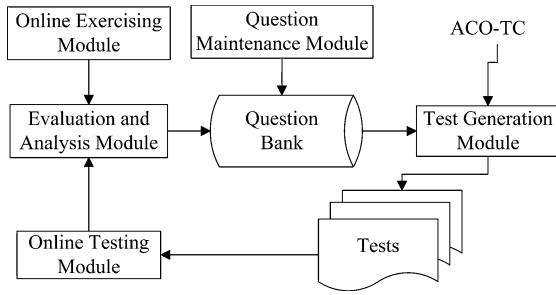 Online Exercising
Module
Question
Maintenance Module
ACO-TC
Evaluation and
Analysis Module
Question
Bank
Test Generation
Module
Online Testing
Module
Tests